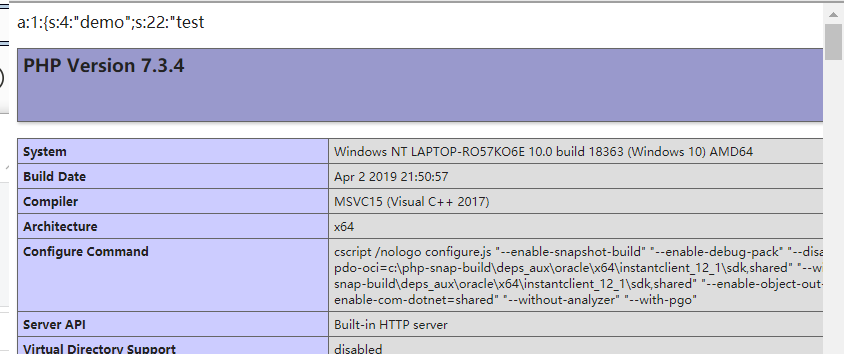 a:1:{s:4:"demo";s:22:"test
PHP Version 7.3.4
System Windows NT LAPTOP-RO57KO6E 10.0 build 18363 (Windows 10) AMD64
Build Date Apr 2 2019 21:50:57
Compiler MSVC15 (Visual C++ 2017)
Architecture x64
Configure Command cscript /nologo configure.js "--enable-snapshot-build" "--enable-debug-pack" "--disa
pdo-oci=c:\php-snap-build\deps_aux\oracle\x64\instantclient_12_1\sdk,shared" "--w
snap-build\deps_aux\oracle\x64\instantclient_12_1\sdk,shared" "--enable-object-out-
enable-com-dotnet=shared" "--without-analyzer" "--with-pgo"
Server API Built-in HTTP server
Virtual Directory Support disabled